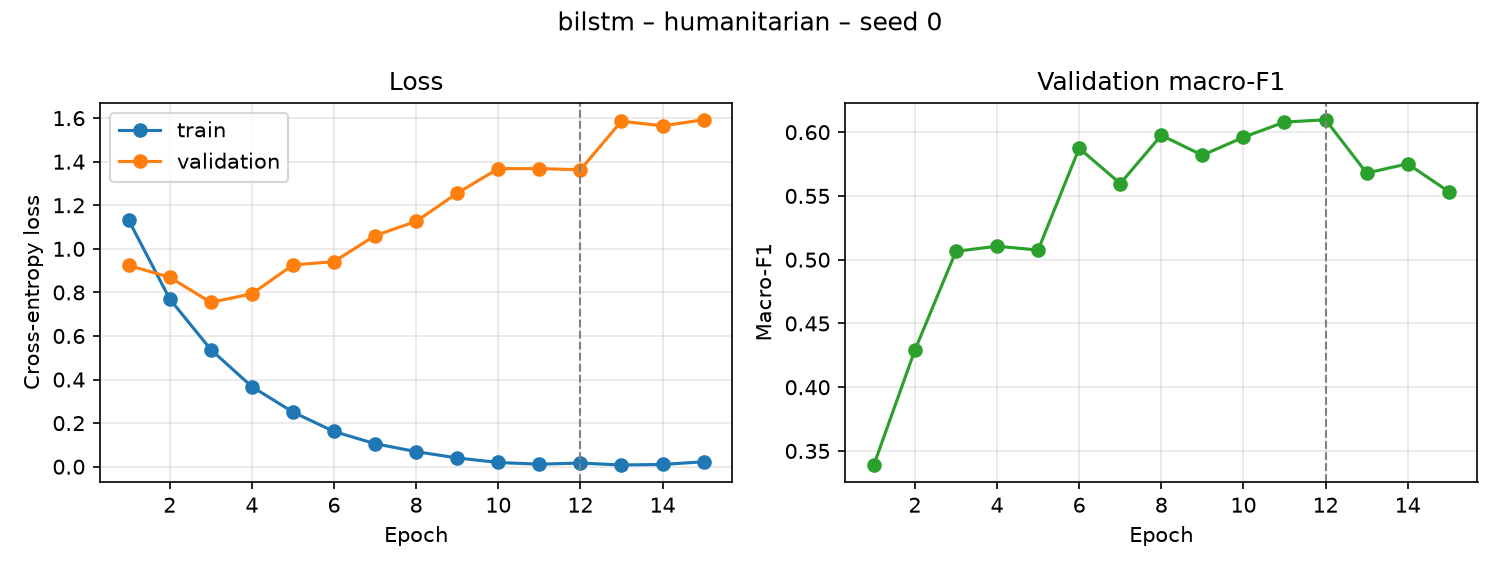 bilstm – humanitarian – seed 0
Loss
1.6
1.4
1.2
1.0
0.8
0.6
0.4
0.2
0.0
Cross-entropy loss
train
validation
2 4 6 8 10 12 14
Epoch
Validation macro-F1
0.60
0.55
0.50
0.45
0.40
0.35
Macro-F1
2 4 6 8 10 12 14
Epoch